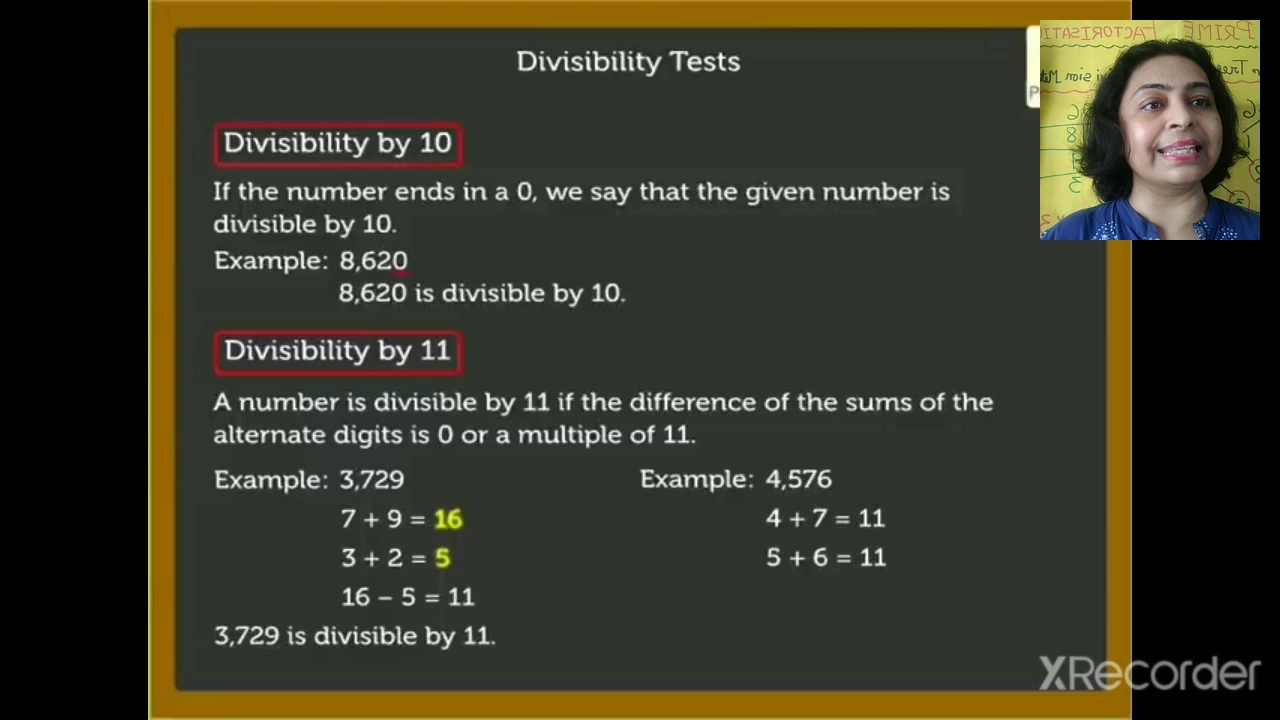 Divisibility Tests
Divisibility by 10
If the number ends in a 0, we say that the given number is
divisible by 10.
Example: 8,620
8,620 is divisible by 10.
Divisibility by 11
A number is divisible by 11 if the difference of the sums of the
alternate digits is 0 or a multiple of 11.
Example: 3,729
7 + 9 = 16
3 + 2 = 5
16 – 5 = 11
3,729 is divisible by 11.
Example: 4,576
4 + 7 = 11
5 + 6 = 11
PRIME FACTORISATI
XRecorder